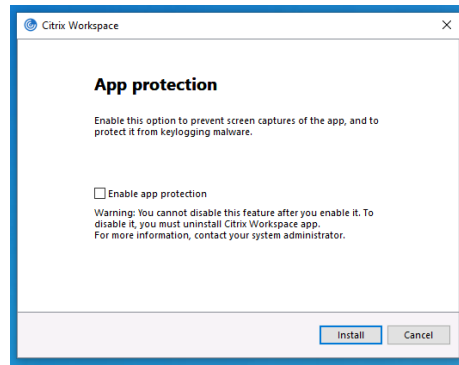 Citrix Workspace
App protection
Enable this option to prevent screen captures of the app, and to
protect it from keylogging malware.
Enable app protection
Warning: You cannot disable this feature after you enable it. To
disable it, you must uninstall Citrix Workspace app.
For more information, contact your system administrator.
Install Cancel